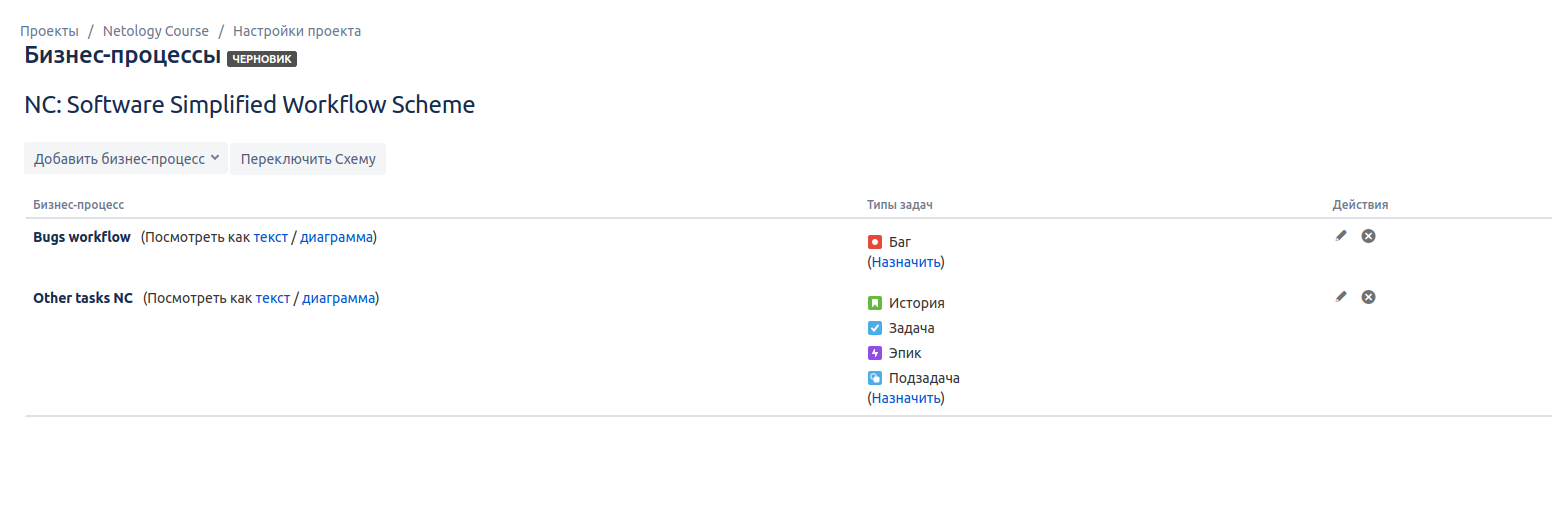 Проекты / Netology Course / Настройки проекта
Бизнес-процессы ЧЕРНОВИК
NC: Software Simplified Workflow Scheme
Добавить бизнес-процесс Переключить Схему
Бизнес-процесс Типы задач Действия
Bugs workflow (Посмотреть как текст / диаграмма)
Баг
(Назначить)
Other tasks NC (Посмотреть как текст / диаграмма)
История
Задача
Эпик
Подзадача
(Назначить)